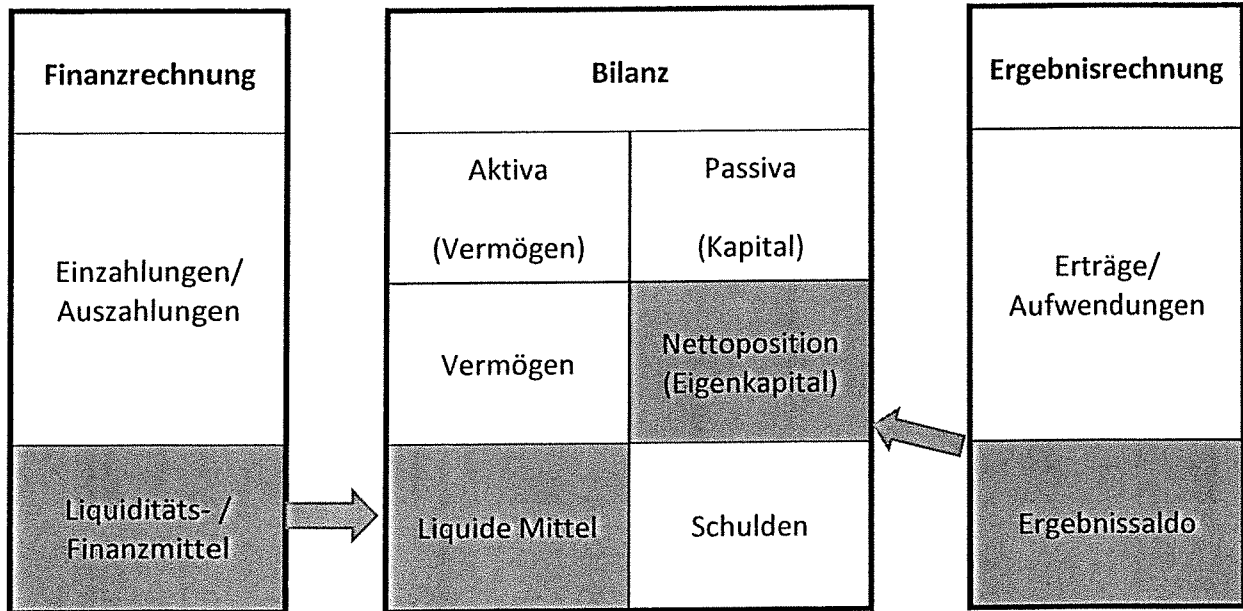 Finanzrechnung
Einzahlungen/
Auszahlungen
Liquiditäts- /
Finanzmittel
Bilanz
Aktiva
(Vermögen)
Passiva
(Kapital)
Vermögen
Nettoposition
(Eigenkapital)
Liquide Mittel
Schulden
Ergebnisrechnung
Erträge/
Aufwendungen
Ergebnissaldo